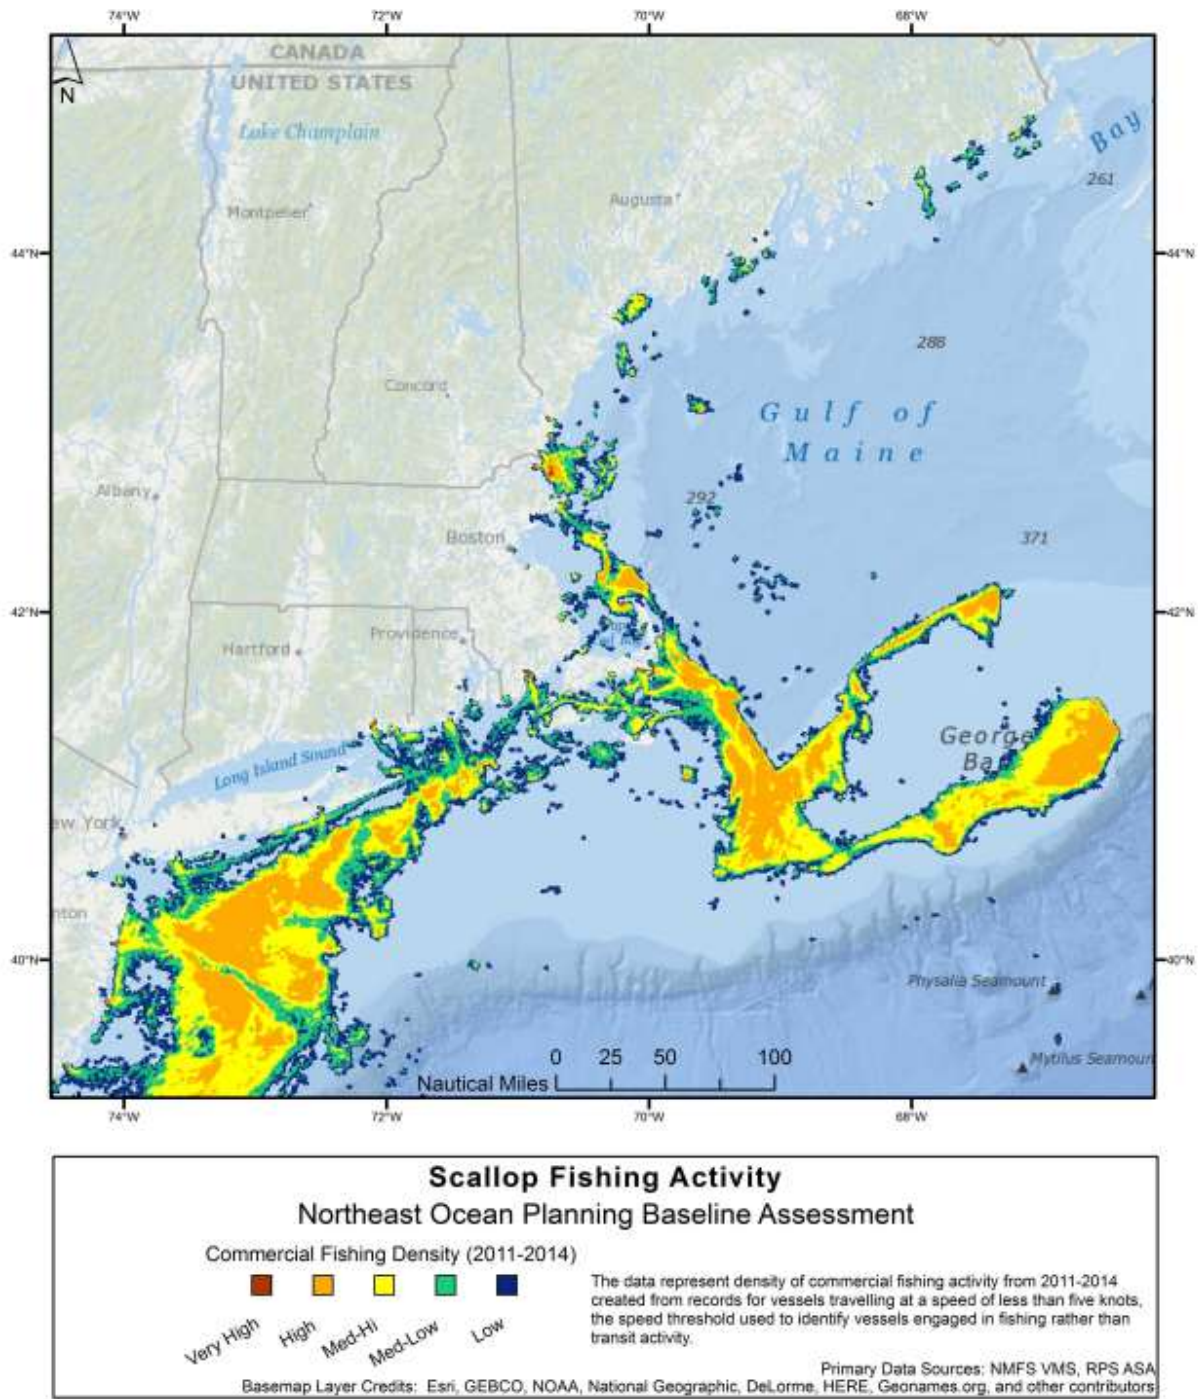 74°W 72°W 70°W 68°W
CANADA
UNITED STATES
N
Lake Champlain
Bay
261
Augusta
Montpelier
44°N 44°N
288
Concord
Gulf of
Maine
Albany
292
Boston
371
42°N 42°N
Providence
Hartford
George
Ba
Long Island Sound
ew York
nton
40°N 40°N
Physalia Seamount
0 25 50 100
Nautical Miles
Mytilus Seamoun
74°W 72°W 70°W 68°W
Scallop Fishing Activity
Northeast Ocean Planning Baseline Assessment
Commercial Fishing Density (2011-2014)
Very High High Med-Hi Med-Low Low
The data represent density of commercial fishing activity from 2011-2014
created from records for vessels travelling at a speed of less than five knots,
the speed threshold used to identify vessels engaged in fishing rather than
transit activity.
Primary Data Sources: NMFS VMS, RPS ASA
Basemap Layer Credits: Esri, GEBCO, NOAA, National Geographic, DeLorme, HERE, Geonames.org, and other contributors